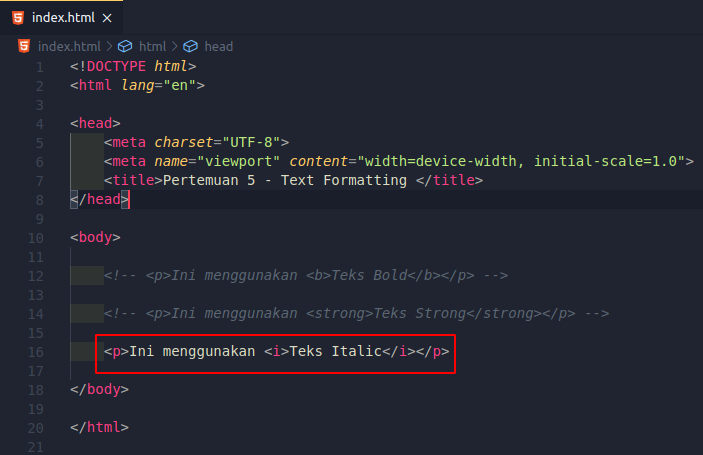 index.html ×
index.html > html > head
1 <!DOCTYPE html>
2 <html lang="en">
3
4 <head>
5 <meta charset="UTF-8">
6 <meta name="viewport" content="width=device-width, initial-scale=1.0">
7 <title>Pertemuan 5 - Text Formatting </title>
8 </head>
9
10 <body>
11
12 <!-- <p>Ini menggunakan <b>Teks Bold</b></p> -->
13
14 <!-- <p>Ini menggunakan <strong>Teks Strong</strong></p> -->
15
16 <p>Ini menggunakan <i>Teks Italic</i></p>
17
18 </body>
19
20 </html>
21